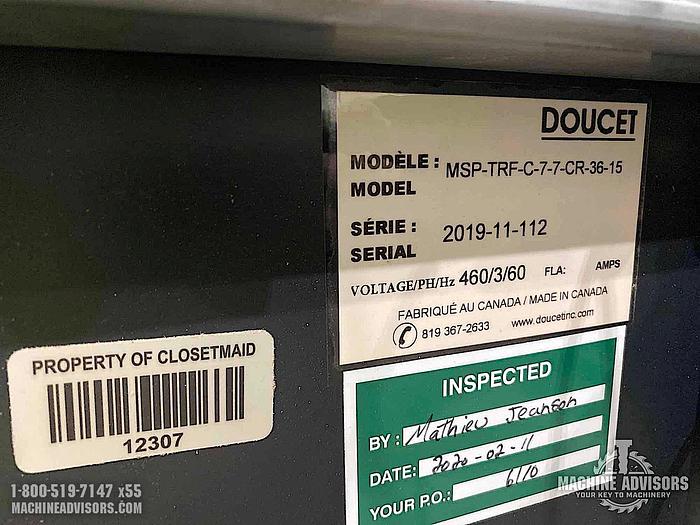 DOUCET
MODÈLE : MSP-TRF-C-7-7-CR-36-15
MODEL
SÉRIE : 2019-11-112
SERIAL
VOLTAGE/PH/Hz 460/3/60 FLA: AMPS
FABRIQUÉ AU CANADA / MADE IN CANADA
819 367-2633 www.doucetinc.com
PROPERTY OF CLOSETMAID
12307
INSPECTED
BY: Mathieu Jeanson
DATE: 2020-02-11
YOUR P.O.: 6110
1-800-519-7147 x55
MACHINEADVISORS.COM
MACHINE ADVISORS
YOUR KEY TO MACHINERY